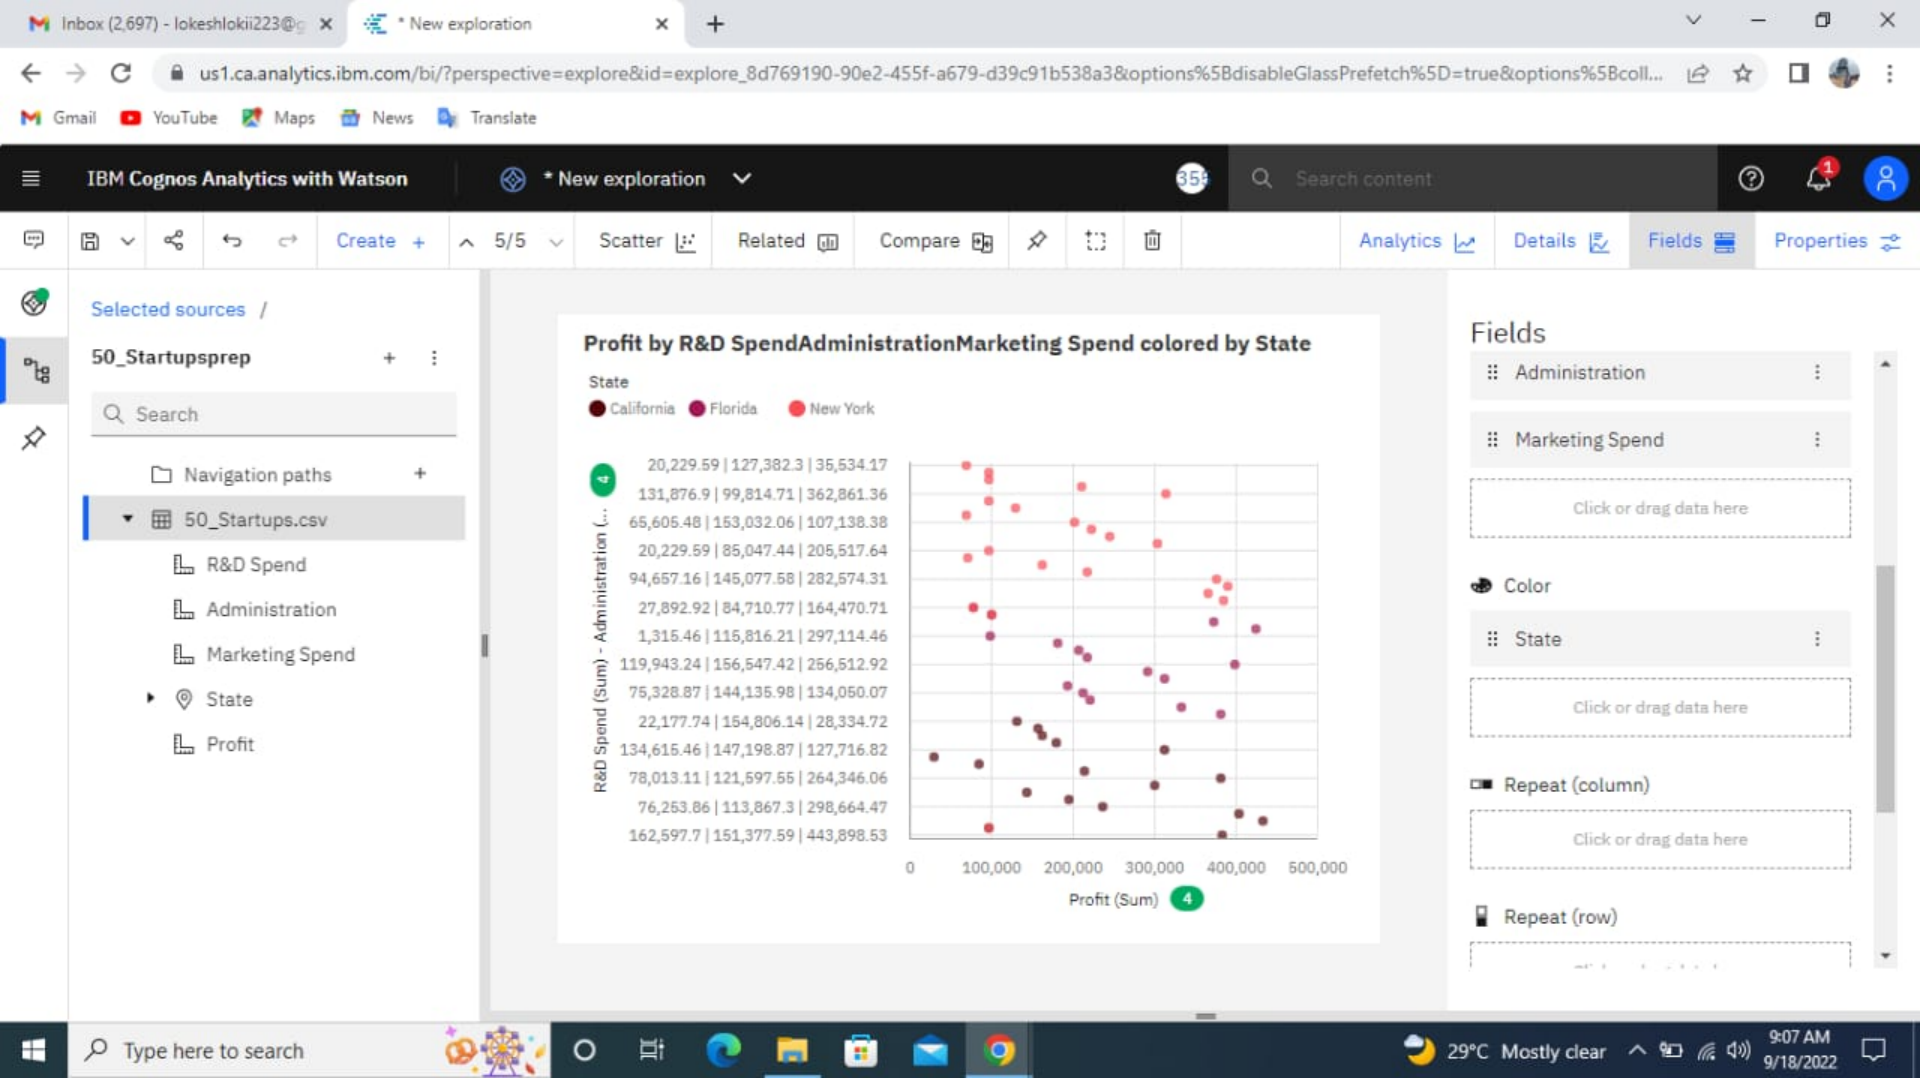 Inbox (2,697) - lokeshlokii223@g
* New exploration
us1.ca.analytics.ibm.com/bi/?perspective=explore&id=explore_8d769190-90e2-455f-a679-d39c91b538a3&options%5BdisableGlassPrefetch%5D=true&options%5Bcoll...
Gmail
YouTube
Maps
News
Translate
IBM Cognos Analytics with Watson
* New exploration
Search content
1
Create +
5/5
Scatter
Related
Compare
Analytics
Details
Fields
Properties
Selected sources /
50_Startupsprep
Search
Navigation paths
50_Startups.csv
R&D Spend
Administration
Marketing Spend
State
Profit
Profit by R&D SpendAdministrationMarketing Spend colored by State
State
California
Florida
New York
4
R&D Spend (Sum) - Administration (...
20,229.59 | 127,382.3 | 35,534.17
131,876.9 | 99,814.71 | 362,861.36
65,605.48 | 153,032.06 | 107,138.38
20,229.59 | 85,047.44 | 205,517.64
94,657.16 | 145,077.58 | 282,574.31
27,892.92 | 84,710.77 | 164,470.71
1,315.46 | 115,816.21 | 297,114.46
119,943.24 | 156,547.42 | 256,512.92
75,328.87 | 144,135.98 | 134,050.07
22,177.74 | 154,806.14 | 28,334.72
134,615.46 | 147,198.87 | 127,716.82
78,013.11 | 121,597.55 | 264,346.06
76,253.86 | 113,867.3 | 298,664.47
162,597.7 | 151,377.59 | 443,898.53
0
100,000
200,000
300,000
400,000
500,000
Profit (Sum)
4
Fields
Administration
Marketing Spend
Click or drag data here
Color
State
Click or drag data here
Repeat (column)
Click or drag data here
Repeat (row)
Type here to search
29°C Mostly clear
9:07 AM
9/18/2022